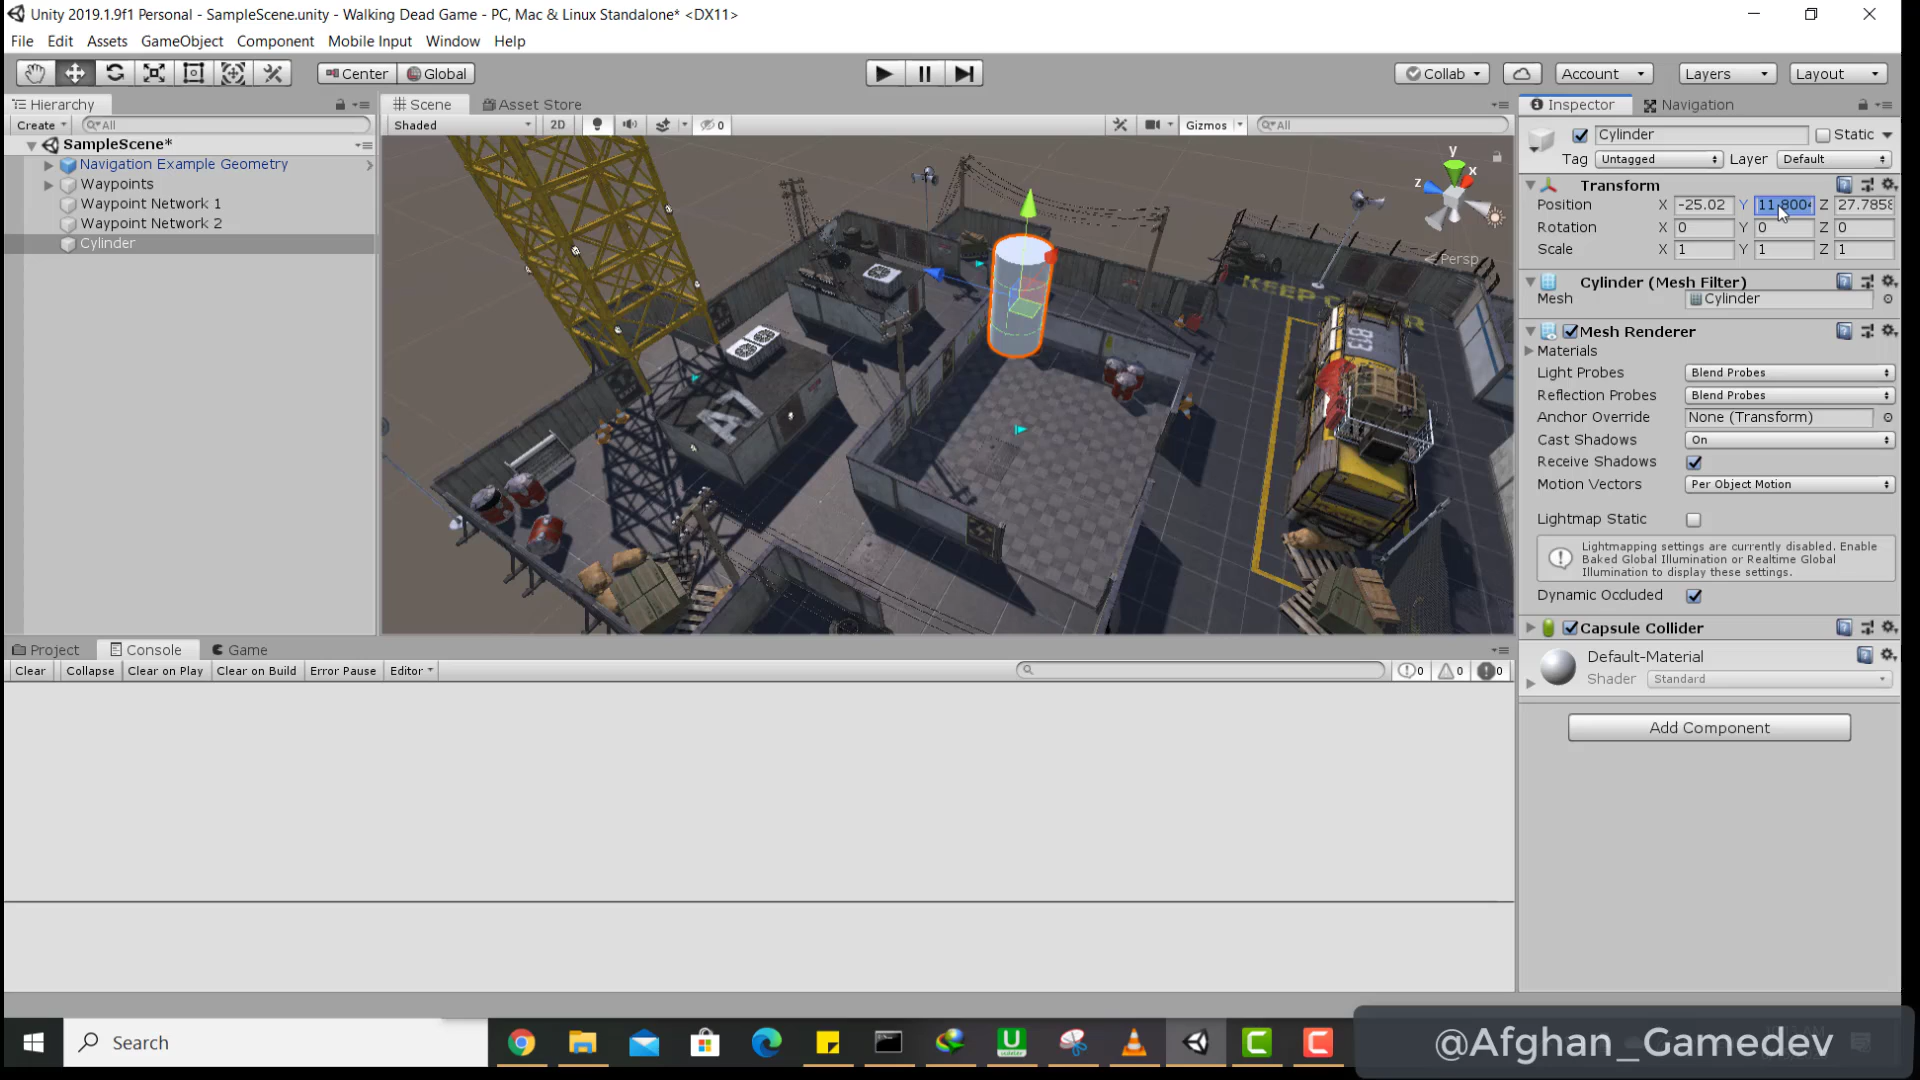 Unity 2019.1.9f1 Personal - SampleScene.unity - Walking Dead Game - PC, Mac & Linux Standalone* <DX11>
File Edit Assets GameObject Component Mobile Input Window Help
Center Global Collab Account Layers Layout
Hierarchy Scene Asset Store Inspector Navigation
Create All Shaded 2D 0 Gizmos All
SampleScene*
Navigation Example Geometry
Waypoints
Waypoint Network 1
Waypoint Network 2
Cylinder
y
x
z
Persp
KEEP
813
A7
Cylinder Static
Tag Untagged Layer Default
Transform
Position X -25.02 Y 11.8004 Z 27.7858
Rotation X 0 Y 0 Z 0
Scale X 1 Y 1 Z 1
Cylinder (Mesh Filter)
Mesh Cylinder
Mesh Renderer
Materials
Light Probes Blend Probes
Reflection Probes Blend Probes
Anchor Override None (Transform)
Cast Shadows On
Receive Shadows
Motion Vectors Per Object Motion
Lightmap Static
Lightmapping settings are currently disabled. Enable
Baked Global Illumination or Realtime Global
Illumination to display these settings.
Dynamic Occluded
Capsule Collider
Default-Material
Shader Standard
Add Component
Project Console Game
Clear Collapse Clear on Play Clear on Build Error Pause Editor 0 0 0
Search
@Afghan_Gamedev